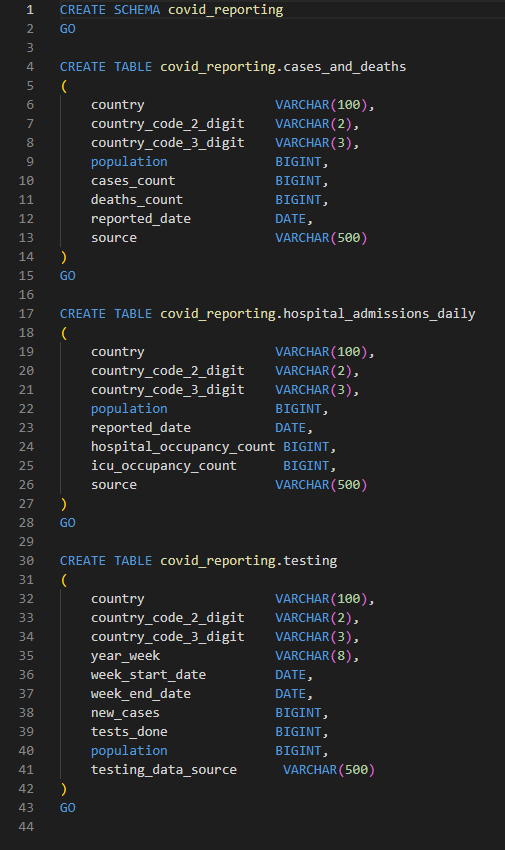 1 CREATE SCHEMA covid_reporting
2 GO
3
4 CREATE TABLE covid_reporting.cases_and_deaths
5 (
6     country                 VARCHAR(100),
7     country_code_2_digit    VARCHAR(2),
8     country_code_3_digit    VARCHAR(3),
9     population              BIGINT,
10     cases_count             BIGINT,
11     deaths_count            BIGINT,
12     reported_date           DATE,
13     source                  VARCHAR(500)
14 )
15 GO
16
17 CREATE TABLE covid_reporting.hospital_admissions_daily
18 (
19     country                 VARCHAR(100),
20     country_code_2_digit    VARCHAR(2),
21     country_code_3_digit    VARCHAR(3),
22     population              BIGINT,
23     reported_date           DATE,
24     hospital_occupancy_count BIGINT,
25     icu_occupancy_count      BIGINT,
26     source                  VARCHAR(500)
27 )
28 GO
29
30 CREATE TABLE covid_reporting.testing
31 (
32     country                 VARCHAR(100),
33     country_code_2_digit    VARCHAR(2),
34     country_code_3_digit    VARCHAR(3),
35     year_week               VARCHAR(8),
36     week_start_date         DATE,
37     week_end_date           DATE,
38     new_cases               BIGINT,
39     tests_done              BIGINT,
40     population              BIGINT,
41     testing_data_source      VARCHAR(500)
42 )
43 GO
44